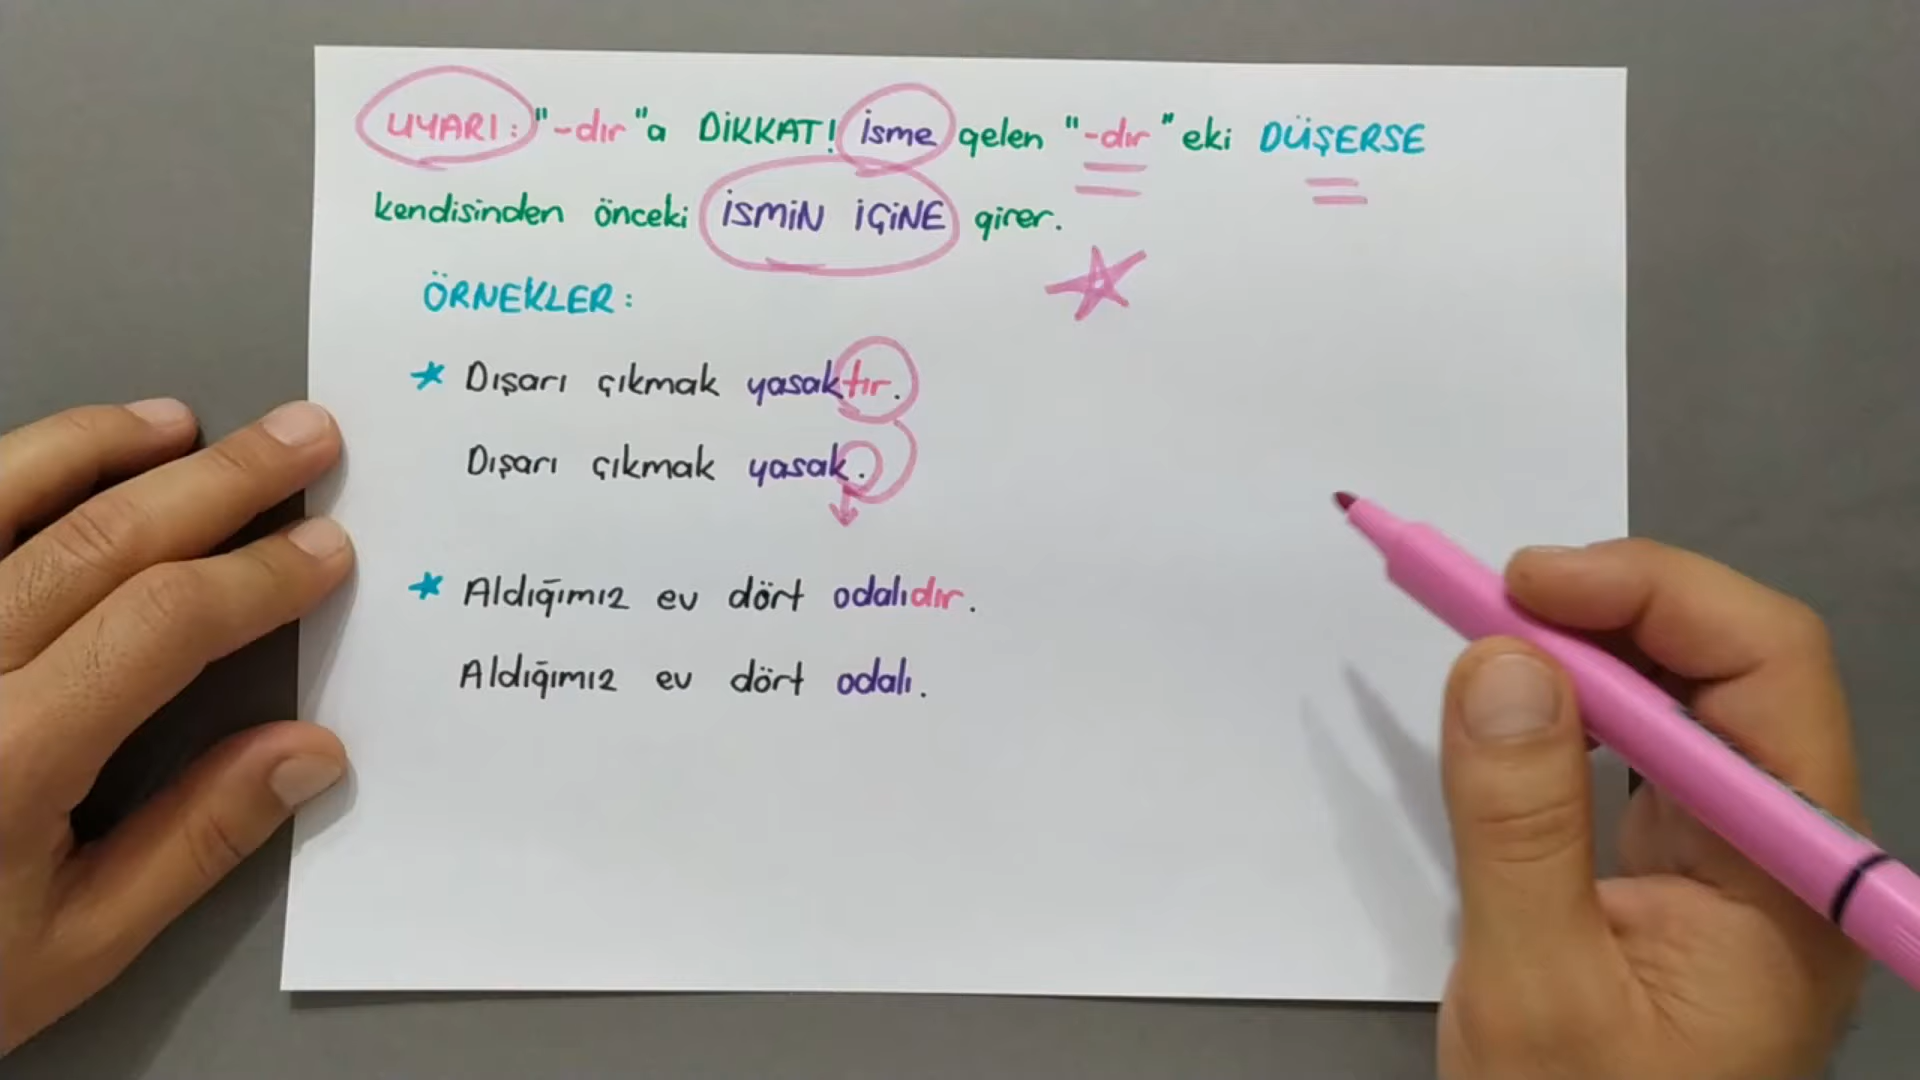 UYARI: "-dır"a DİKKAT! İsme gelen "-dır" eki DÜŞERSE
kendisinden önceki İSMİN İÇİNE girer.
ÖRNEKLER:
* Dışarı çıkmak yasaktır.
Dışarı çıkmak yasak.
* Aldığımız ev dört odalıdır.
Aldığımız ev dört odalı.